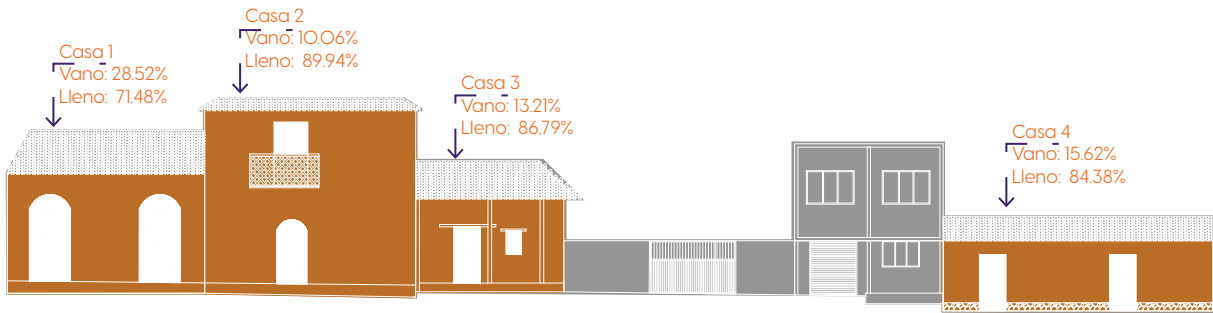 Casa 1
Vano: 28.52%
Lleno: 71.48%
Casa 2
Vano: 10.06%
Lleno: 89.94%
Casa 3
Vano: 13.21%
Lleno: 86.79%
Casa 4
Vano: 15.62%
Lleno: 84.38%